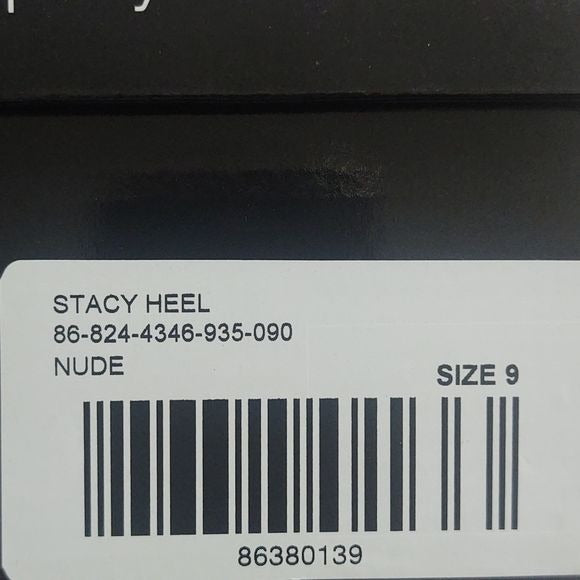 STACY HEEL
86-824-4346-935-090
NUDE
SIZE 9
86380139